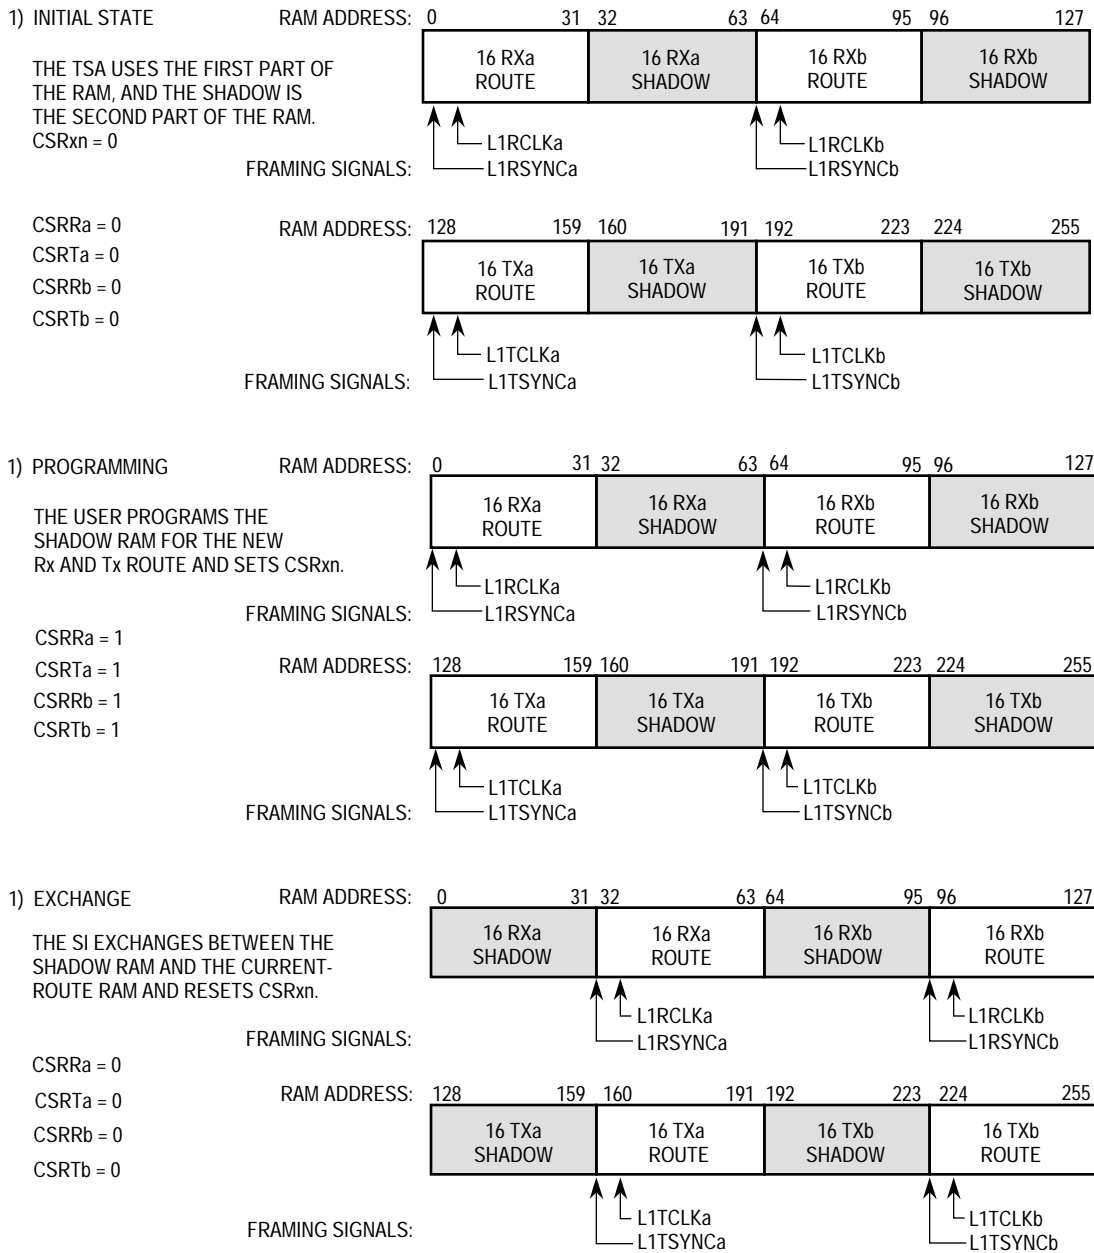 1) INITIAL STATE
RAM ADDRESS: 0 31 32 63 64 95 96 127
THE TSA USES THE FIRST PART OF
THE RAM, AND THE SHADOW IS
THE SECOND PART OF THE RAM.
CSRxn = 0
16 RXa
ROUTE
16 RXa
SHADOW
16 RXb
ROUTE
16 RXb
SHADOW
L1RCLKa
L1RCLKb
FRAMING SIGNALS:
L1RSYNCa
L1RSYNCb
CSRRa = 0
CSRTa = 0
CSRRb = 0
CSRTb = 0
RAM ADDRESS: 128 159 160 191 192 223 224 255
16 TXa
ROUTE
16 TXa
SHADOW
16 TXb
ROUTE
16 TXb
SHADOW
L1TCLKa
L1TCLKb
FRAMING SIGNALS:
L1TSYNCa
L1TSYNCb
1) PROGRAMMING
RAM ADDRESS: 0 31 32 63 64 95 96 127
THE USER PROGRAMS THE
SHADOW RAM FOR THE NEW
Rx AND Tx ROUTE AND SETS CSRxn.
16 RXa
ROUTE
16 RXa
SHADOW
16 RXb
ROUTE
16 RXb
SHADOW
L1RCLKa
L1RCLKb
FRAMING SIGNALS:
L1RSYNCa
L1RSYNCb
CSRRa = 1
CSRTa = 1
CSRRb = 1
CSRTb = 1
RAM ADDRESS: 128 159 160 191 192 223 224 255
16 TXa
ROUTE
16 TXa
SHADOW
16 TXb
ROUTE
16 TXb
SHADOW
L1TCLKa
L1TCLKb
FRAMING SIGNALS:
L1TSYNCa
L1TSYNCb
1) EXCHANGE
RAM ADDRESS: 0 31 32 63 64 95 96 127
THE SI EXCHANGES BETWEEN THE
SHADOW RAM AND THE CURRENT-
ROUTE RAM AND RESETS CSRxn.
16 RXa
SHADOW
16 RXa
ROUTE
16 RXb
SHADOW
16 RXb
ROUTE
L1RCLKa
L1RCLKb
FRAMING SIGNALS:
L1RSYNCa
L1RSYNCb
CSRRa = 0
CSRTa = 0
CSRRb = 0
CSRTb = 0
RAM ADDRESS: 128 159 160 191 192 223 224 255
16 TXa
SHADOW
16 TXa
ROUTE
16 TXb
SHADOW
16 TXb
ROUTE
L1TCLKa
L1TCLKb
FRAMING SIGNALS:
L1TSYNCa
L1TSYNCb